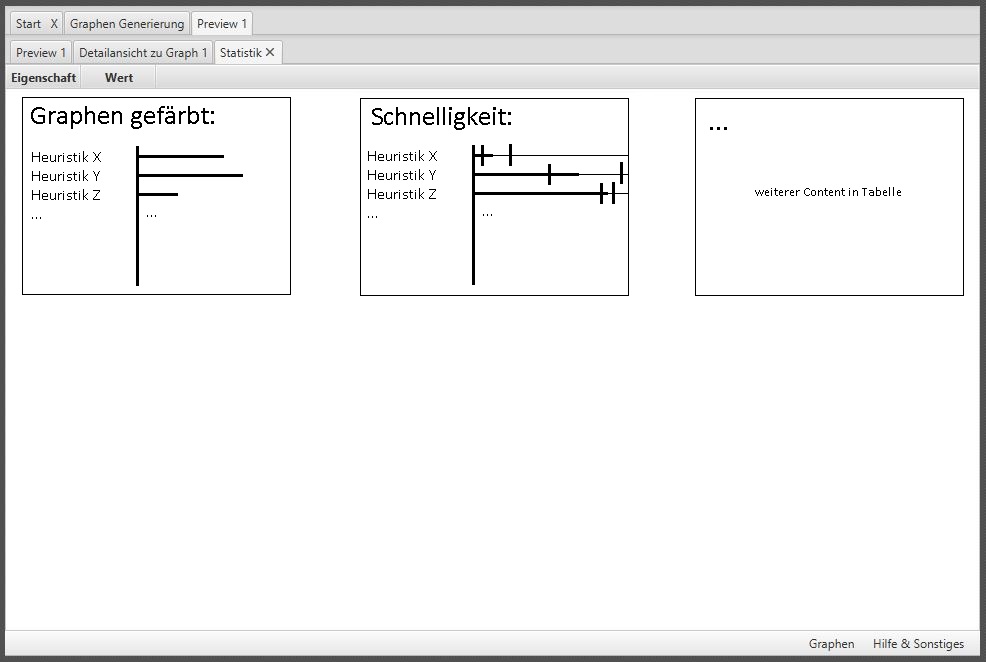 Start X Graphen Generierung Preview 1
Preview 1 Detailansicht zu Graph 1 Statistik ✕
Eigenschaft Wert
Graphen gefärbt:
Heuristik X
Heuristik Y
Heuristik Z
... ...
Schnelligkeit:
Heuristik X
Heuristik Y
Heuristik Z
... ...
...
weiterer Content in Tabelle
Graphen Hilfe & Sonstiges